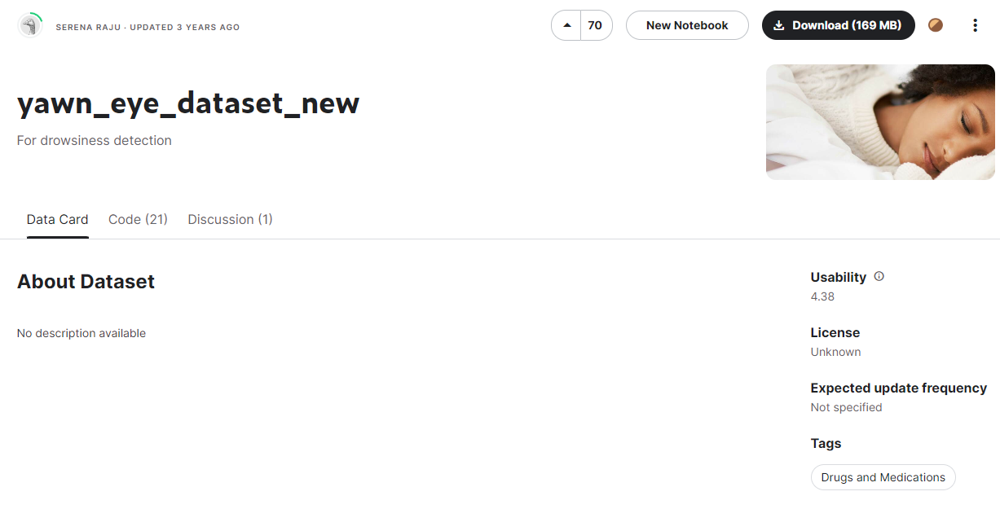 SERENA RAJU · UPDATED 3 YEARS AGO
70
New Notebook
Download (169 MB)
yawn_eye_dataset_new
For drowsiness detection
Data Card
Code (21)
Discussion (1)
About Dataset
No description available
Usability
4.38
License
Unknown
Expected update frequency
Not specified
Tags
Drugs and Medications